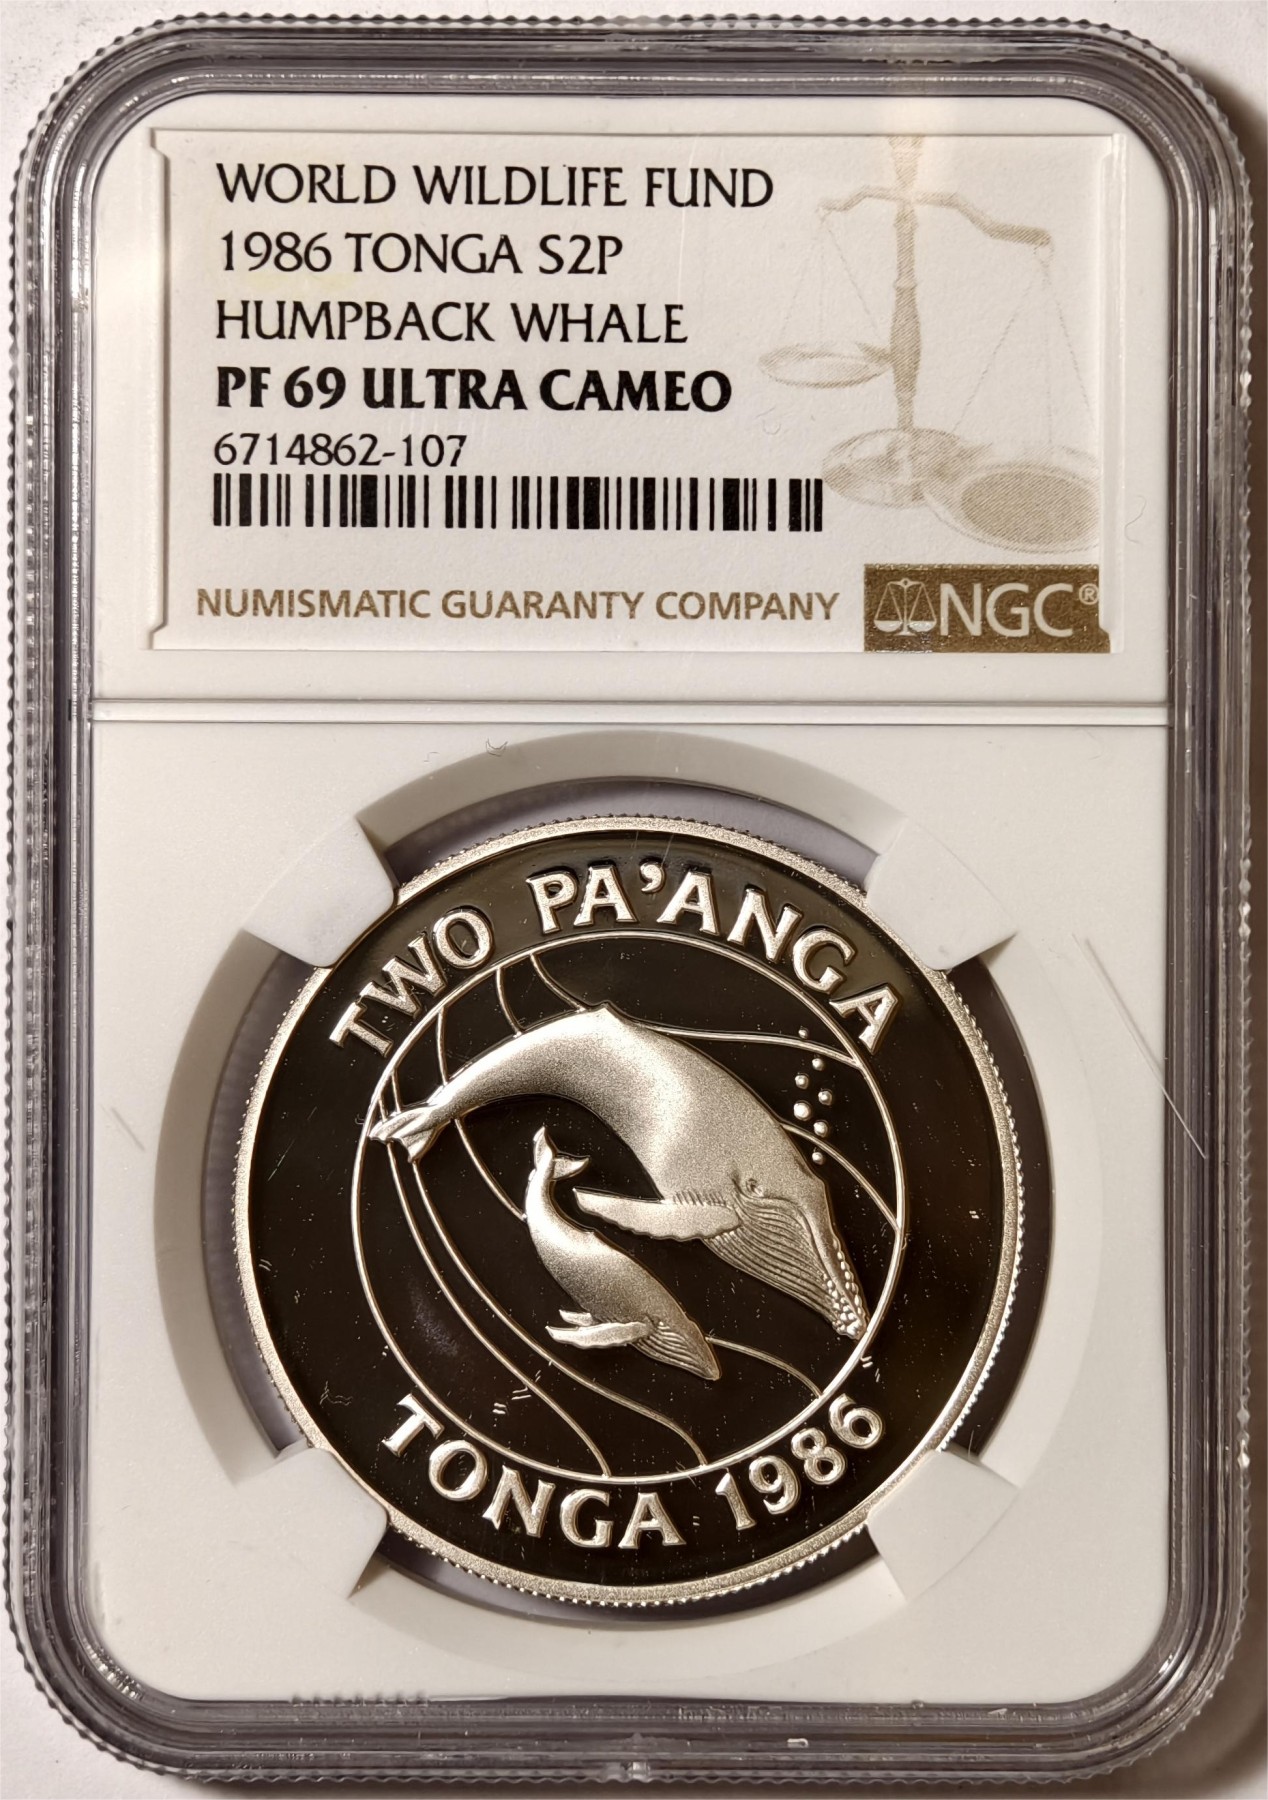 WORLD WILDLIFE FUND
1986 TONGA S2P
HUMPBACK WHALE
PF 69 ULTRA CAMEO
6714862-107
NUMISMATIC GUARANTY COMPANY
NGC®
TWO PA'ANGA
TONGA 1986